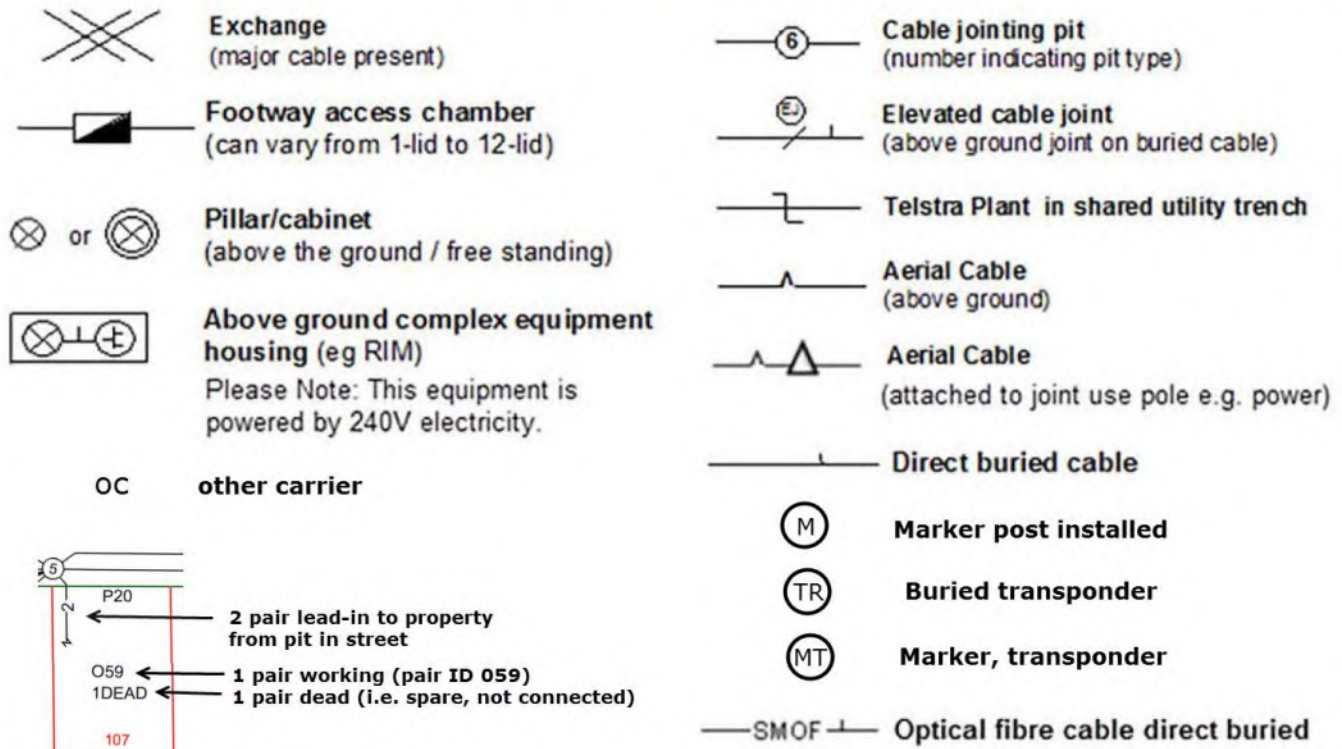 Exchange
(major cable present)
Footway access chamber
(can vary from 1-lid to 12-lid)
or
Pillar/cabinet
(above the ground / free standing)
Above ground complex equipment
housing (eg RIM)
Please Note: This equipment is
powered by 240V electricity.
OC other carrier
5
P20
2
2 pair lead-in to property
from pit in street
O59
1 pair working (pair ID 059)
1DEAD
1 pair dead (i.e. spare, not connected)
107
6
Cable jointing pit
(number indicating pit type)
EJ
Elevated cable joint
(above ground joint on buried cable)
Telstra Plant in shared utility trench
Aerial Cable
(above ground)
Aerial Cable
(attached to joint use pole e.g. power)
Direct buried cable
M Marker post installed
TR Buried transponder
MT Marker, transponder
SMOF Optical fibre cable direct buried